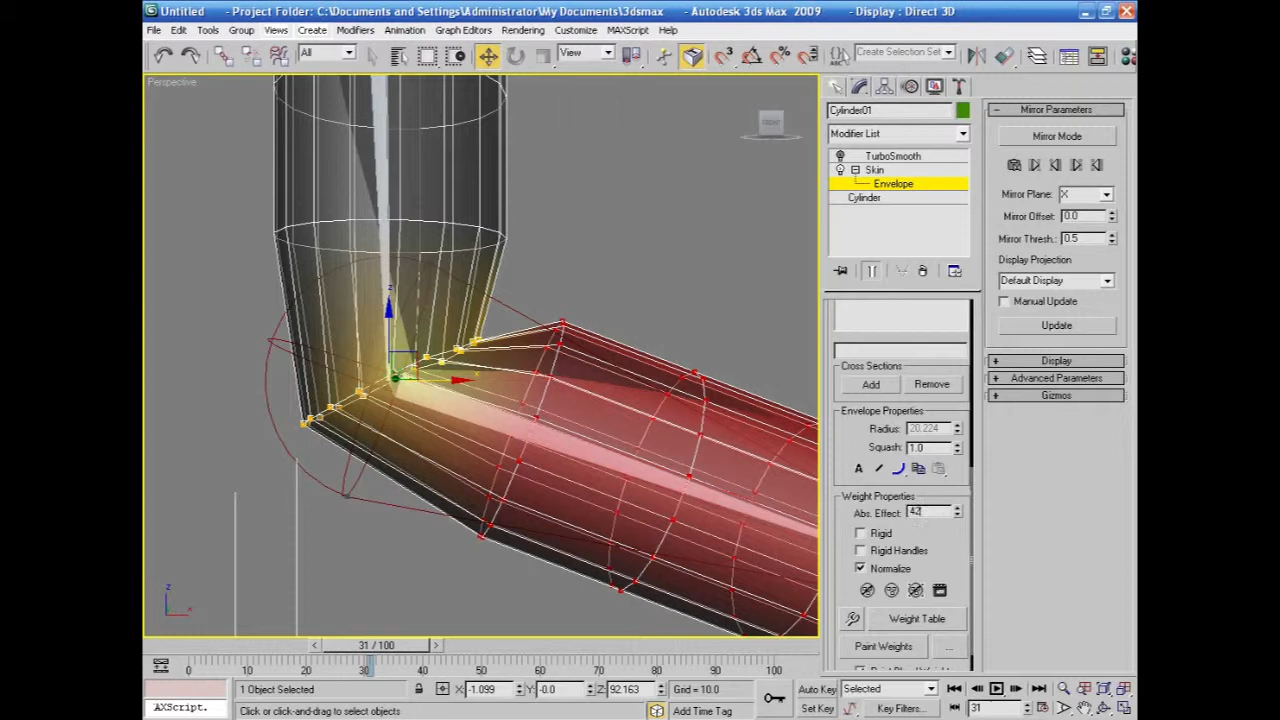 Untitled - Project Folder: C:\Documents and Settings\Administrator\My Documents\3dsmax - Autodesk 3ds Max 2009 - Display : Direct 3D
File Edit Tools Group Views Create Modifiers Animation Graph Editors Rendering Customize MAXScript Help
All View Create Selection Set
Perspective
FRONT
Cylinder01
Modifier List
TurboSmooth
Skin
Envelope
Cylinder
Mirror Parameters
Mirror Mode
Mirror Plane: X
Mirror Offset: 0.0
Mirror Thresh.: 0.5
Display Projection
Default Display
Manual Update
Update
Display
Advanced Parameters
Gizmos
Cross Sections
Add Remove
Envelope Properties
Radius: 20.224
Squash: 1.0
A
Weight Properties
Abs. Effect: .42
Rigid
Rigid Handles
Normalize
Weight Table
Paint Weights ...
z
x
z
x
31 / 100
0 10 20 30 40 50 60 70 80 90 100
1 Object Selected X: -1.099 Y: -0.0 Z: 92.163 Grid = 10.0 Auto Key Selected
'AXScript. Click or click-and-drag to select objects Add Time Tag Set Key Key Filters... 31